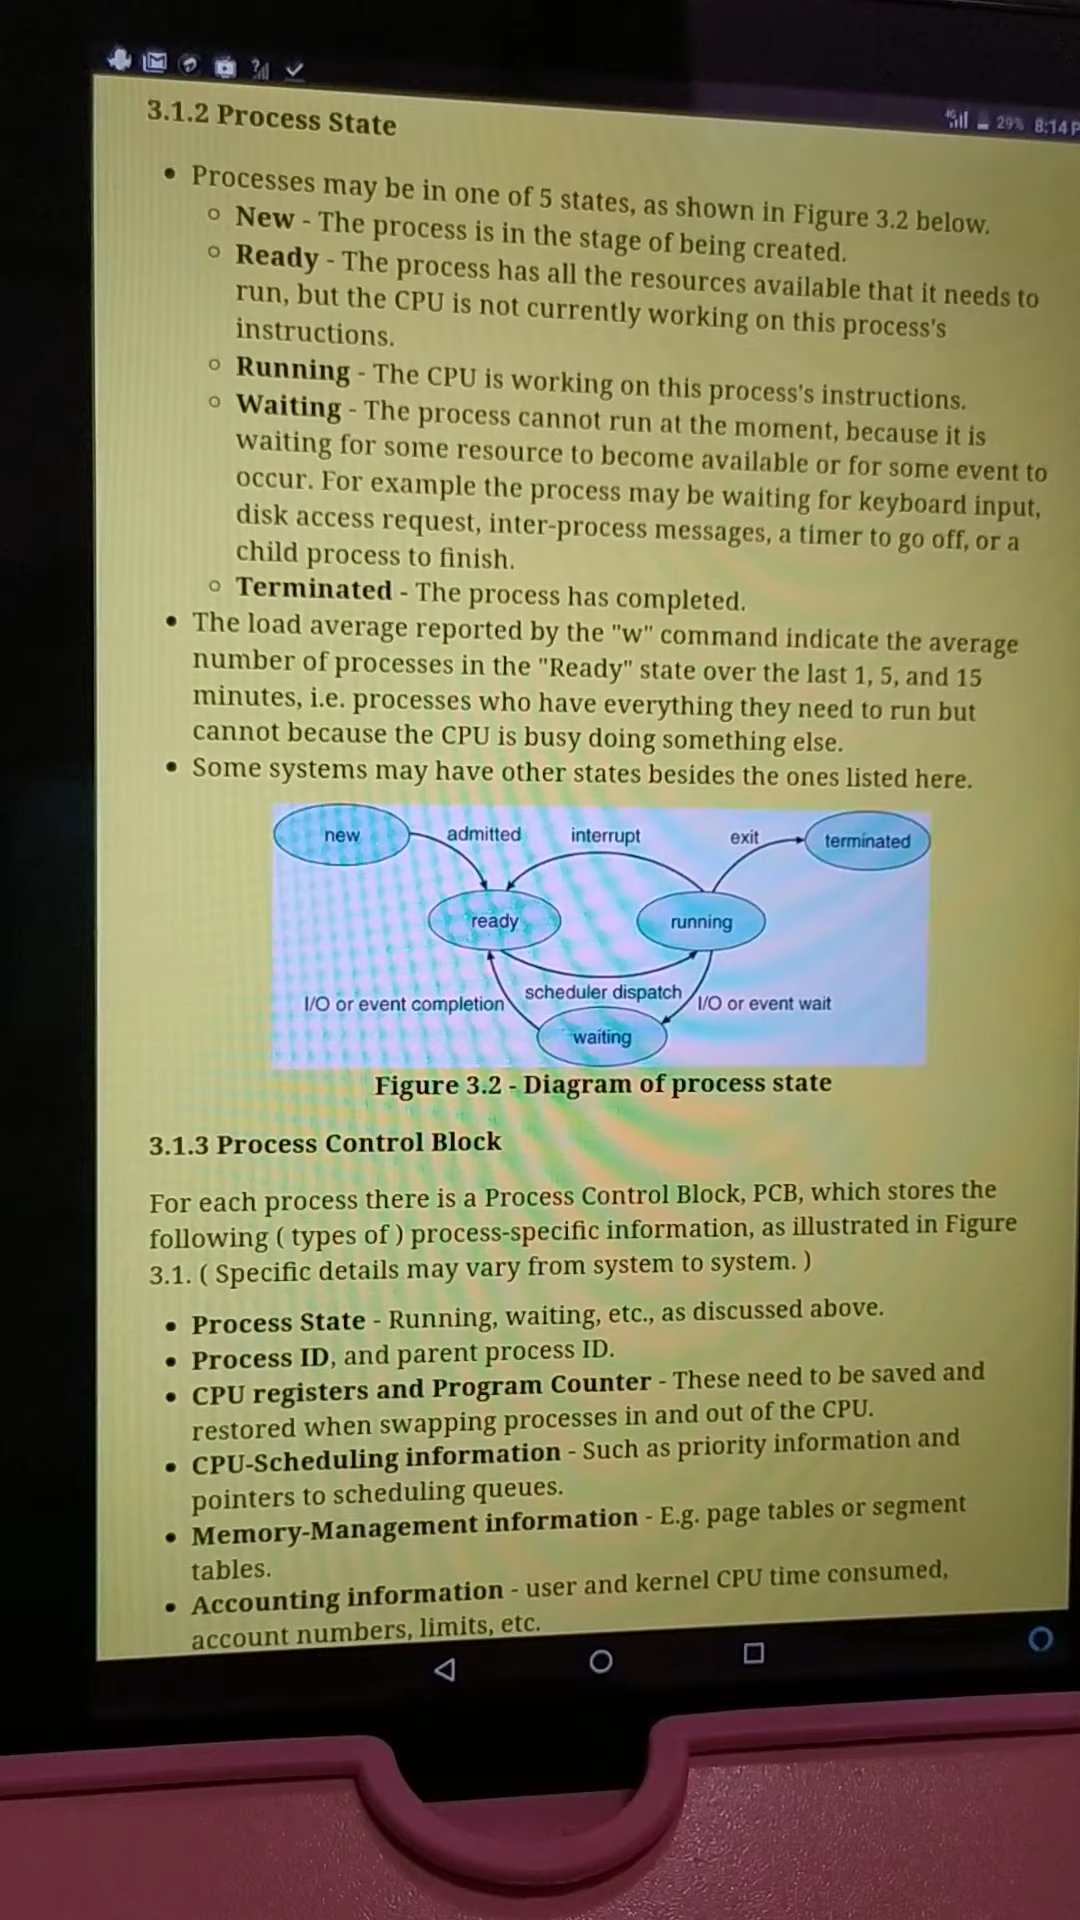 29% 8:14 P
3.1.2 Process State
• Processes may be in one of 5 states, as shown in Figure 3.2 below.
○ New - The process is in the stage of being created.
○ Ready - The process has all the resources available that it needs to
run, but the CPU is not currently working on this process's
instructions.
○ Running - The CPU is working on this process's instructions.
○ Waiting - The process cannot run at the moment, because it is
waiting for some resource to become available or for some event to
occur. For example the process may be waiting for keyboard input,
disk access request, inter-process messages, a timer to go off, or a
child process to finish.
○ Terminated - The process has completed.
• The load average reported by the "w" command indicate the average
number of processes in the "Ready" state over the last 1, 5, and 15
minutes, i.e. processes who have everything they need to run but
cannot because the CPU is busy doing something else.
• Some systems may have other states besides the ones listed here.
new admitted interrupt exit terminated
ready running
scheduler dispatch
I/O or event completion I/O or event wait
waiting
Figure 3.2 - Diagram of process state
3.1.3 Process Control Block
For each process there is a Process Control Block, PCB, which stores the
following ( types of ) process-specific information, as illustrated in Figure
3.1. ( Specific details may vary from system to system. )
• Process State - Running, waiting, etc., as discussed above.
• Process ID, and parent process ID.
• CPU registers and Program Counter - These need to be saved and
restored when swapping processes in and out of the CPU.
• CPU-Scheduling information - Such as priority information and
pointers to scheduling queues.
• Memory-Management information - E.g. page tables or segment
tables.
• Accounting information - user and kernel CPU time consumed,
account numbers, limits, etc.